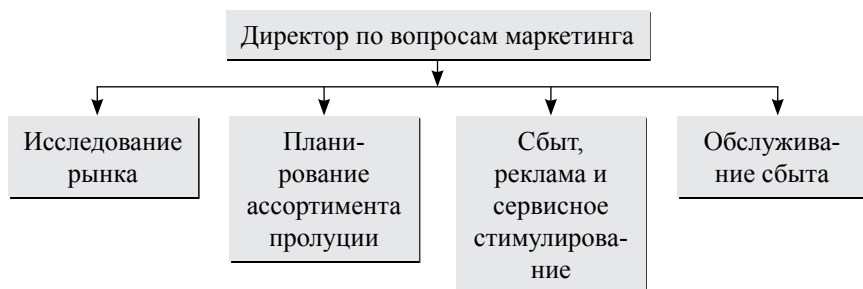 Директор по вопросам маркетинга
Исследование
рынка
Плани-
рование
ассортимента
пролуции
Сбыт,
реклама и
сервисное
стимулирова-
ние
Обслужива-
ние сбыта